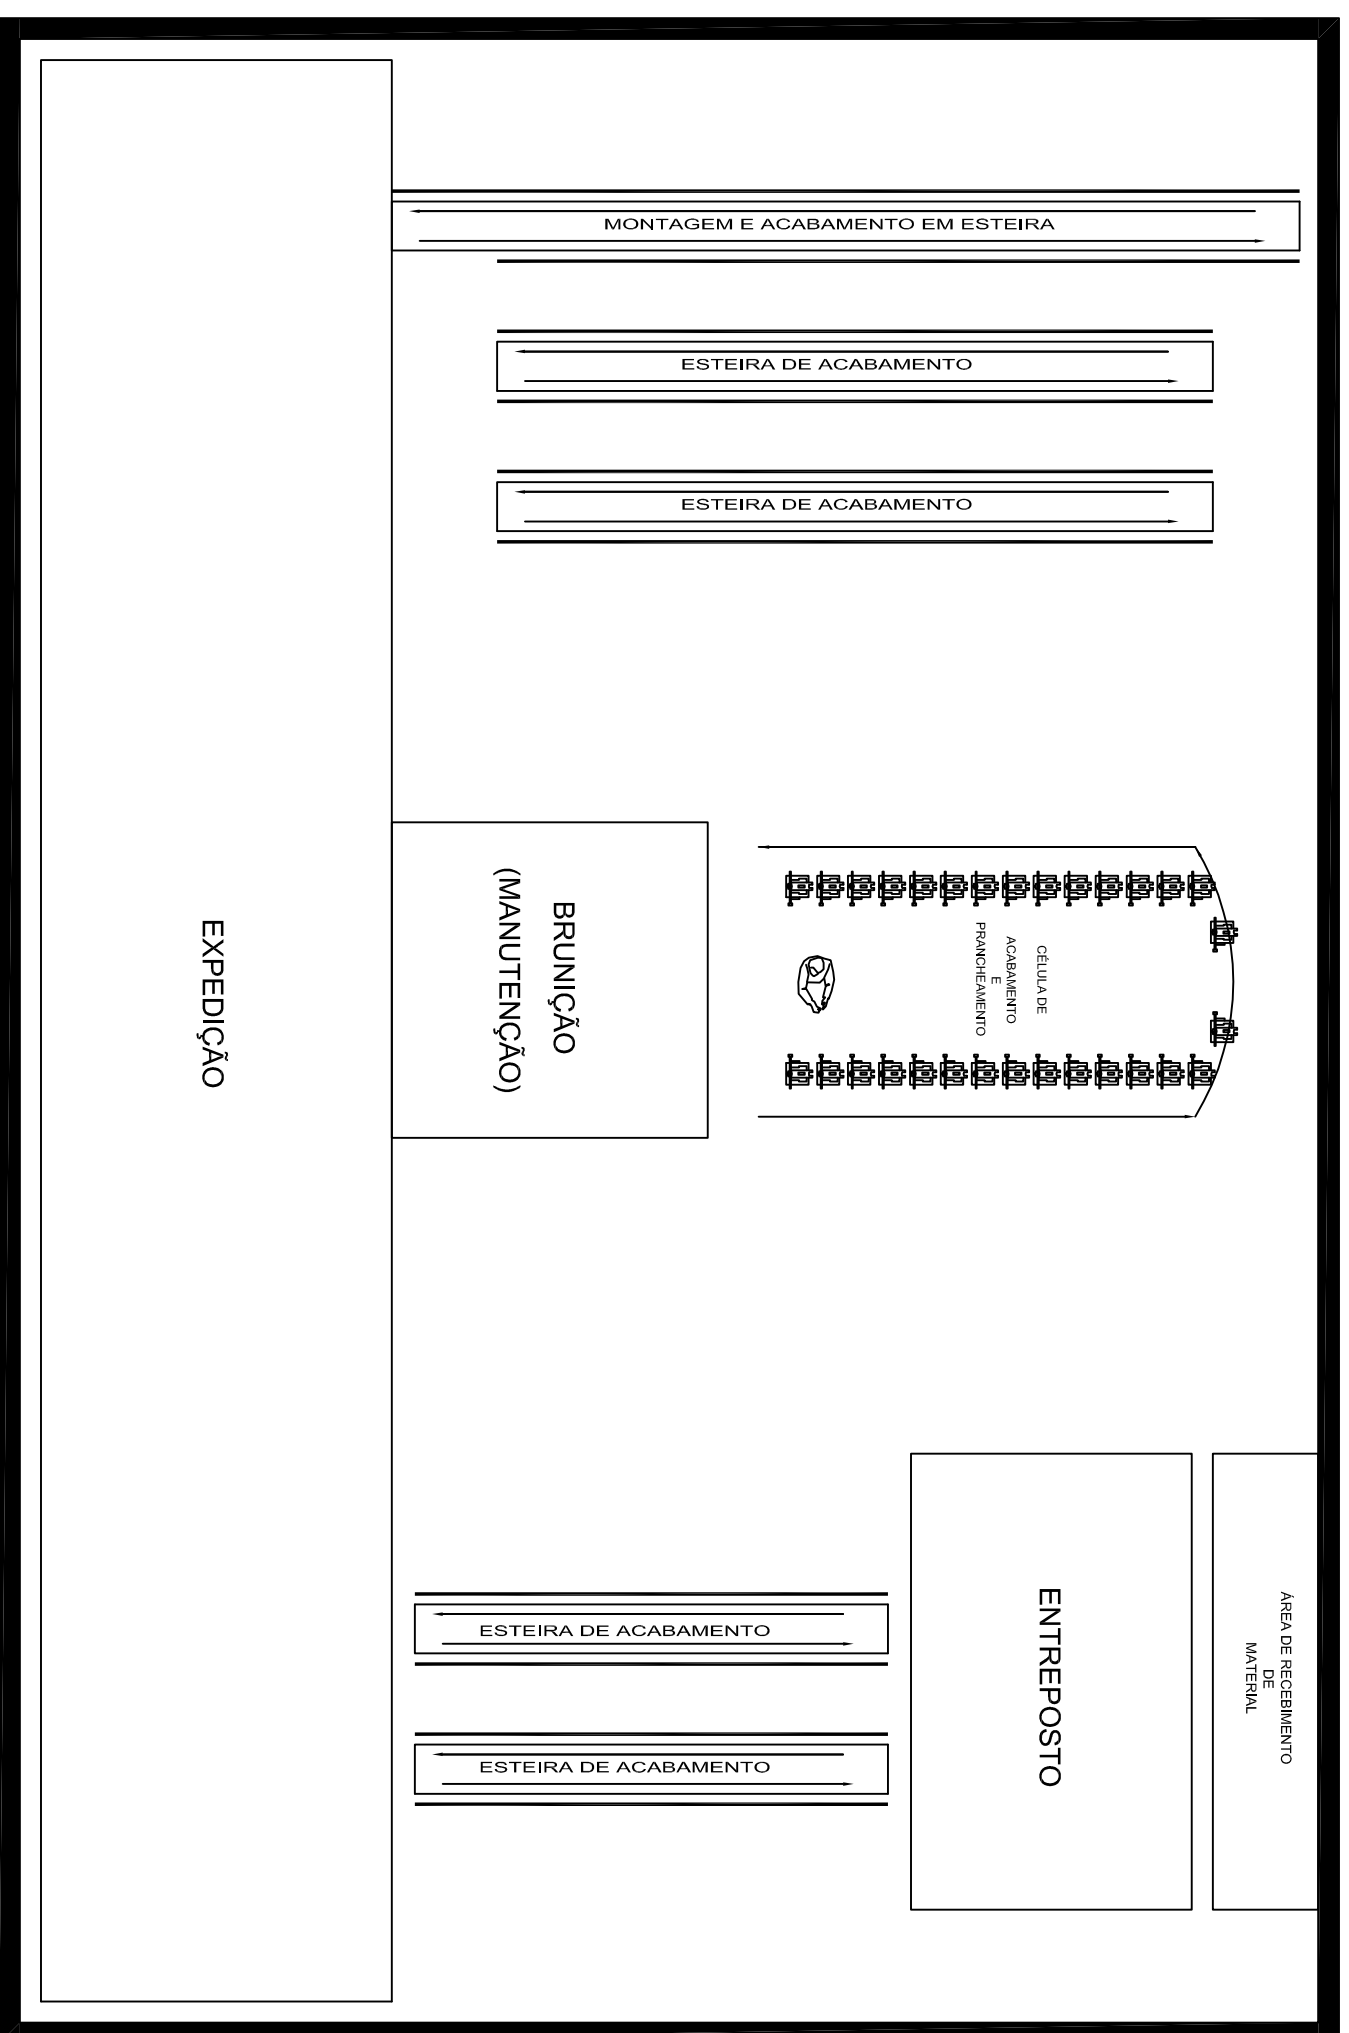 MONTAGEM E ACABAMENTO EM ESTEIRA
ESTEIRA DE ACABAMENTO
ESTEIRA DE ACABAMENTO
EXPEDIÇÃO
BRUNIÇÃO
(MANUTENÇÃO)
CÉLULA DE
ACABAMENTO
E
PRANCHEAMENTO
ESTEIRA DE ACABAMENTO
ESTEIRA DE ACABAMENTO
ENTREPOSTO
ÁREA DE RECEBIMENTO
DE
MATERIAL